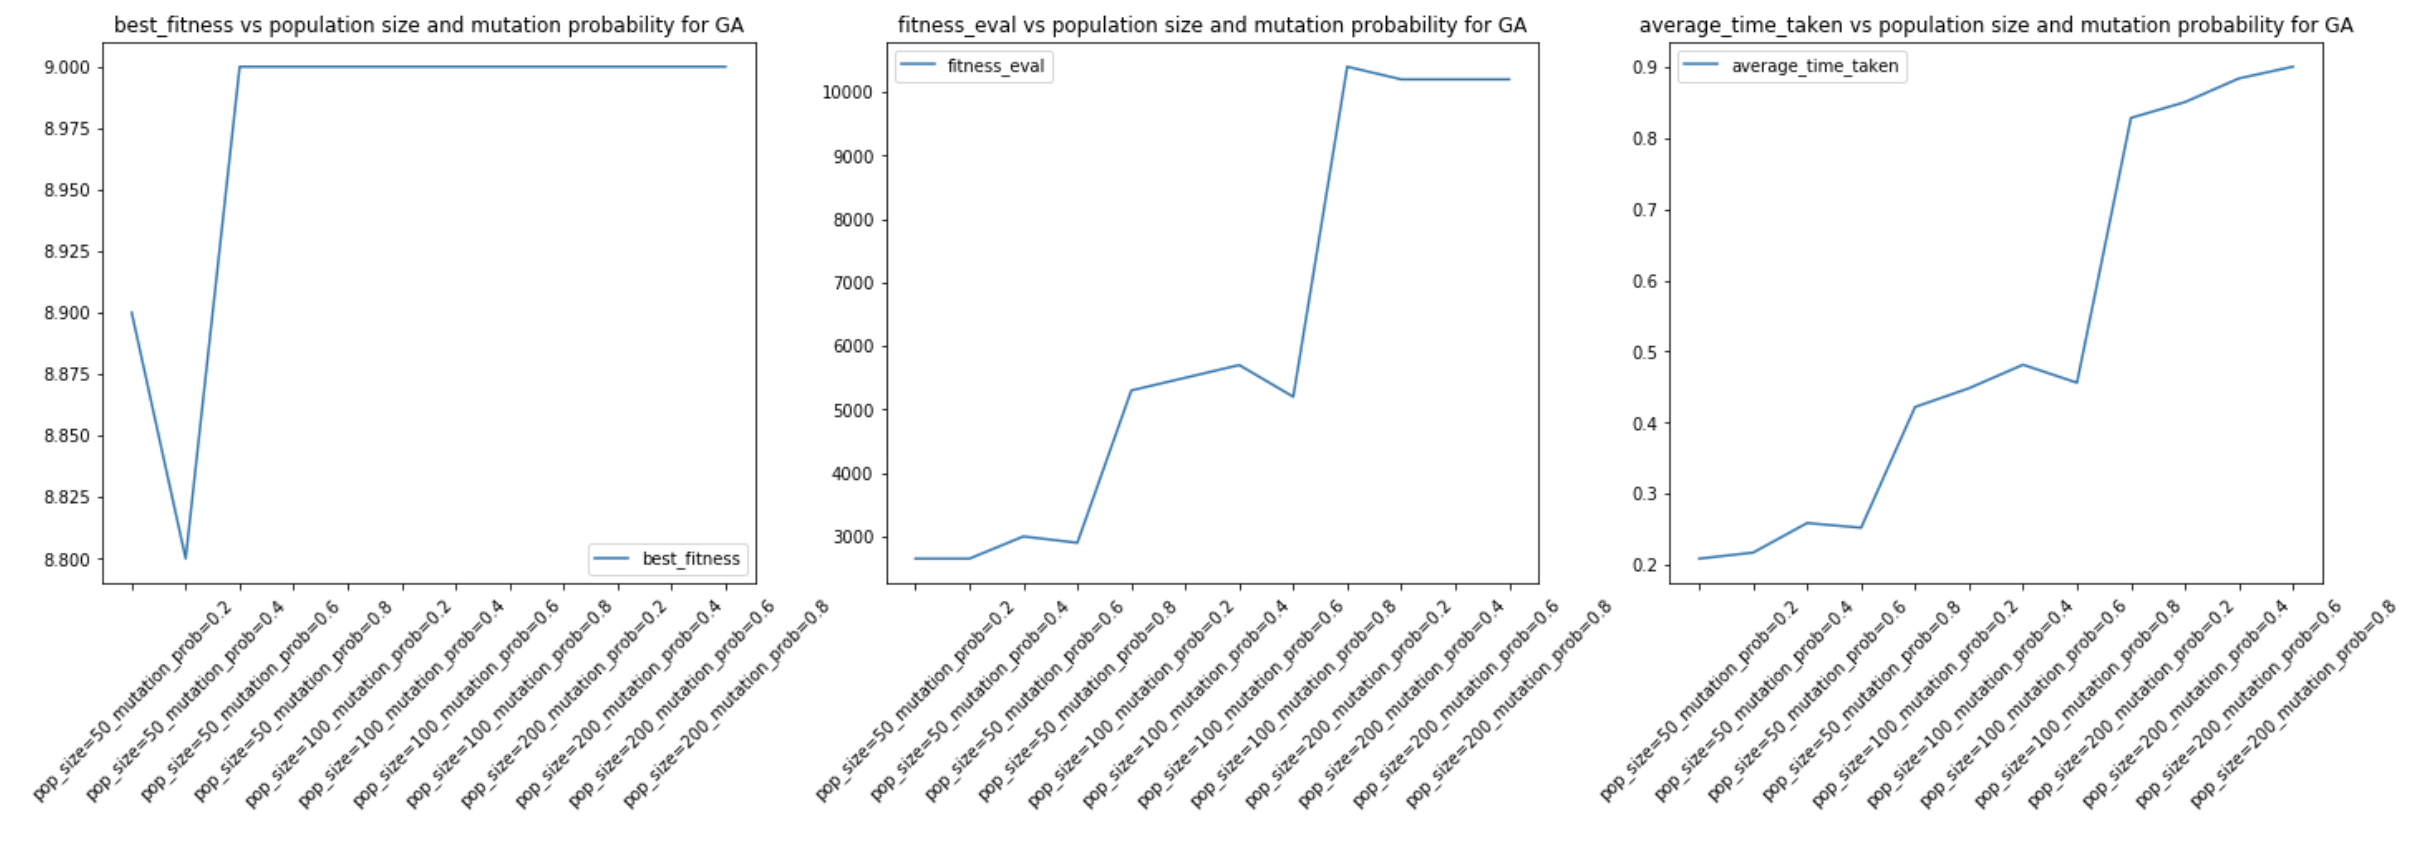 best_fitness vs population size and mutation probability for GA
9.000
8.975
8.950
8.925
8.900
8.875
8.850
8.825
8.800
best_fitness
pop_size=50_mutation_prob=0.2
pop_size=50_mutation_prob=0.4
pop_size=50_mutation_prob=0.6
pop_size=50_mutation_prob=0.8
pop_size=100_mutation_prob=0.2
pop_size=100_mutation_prob=0.4
pop_size=100_mutation_prob=0.6
pop_size=100_mutation_prob=0.8
pop_size=200_mutation_prob=0.2
pop_size=200_mutation_prob=0.4
pop_size=200_mutation_prob=0.6
pop_size=200_mutation_prob=0.8
fitness_eval vs population size and mutation probability for GA
fitness_eval
10000
9000
8000
7000
6000
5000
4000
3000
pop_size=50_mutation_prob=0.2
pop_size=50_mutation_prob=0.4
pop_size=50_mutation_prob=0.6
pop_size=50_mutation_prob=0.8
pop_size=100_mutation_prob=0.2
pop_size=100_mutation_prob=0.4
pop_size=100_mutation_prob=0.6
pop_size=100_mutation_prob=0.8
pop_size=200_mutation_prob=0.2
pop_size=200_mutation_prob=0.4
pop_size=200_mutation_prob=0.6
pop_size=200_mutation_prob=0.8
average_time_taken vs population size and mutation probability for GA
average_time_taken
0.9
0.8
0.7
0.6
0.5
0.4
0.3
0.2
pop_size=50_mutation_prob=0.2
pop_size=50_mutation_prob=0.4
pop_size=50_mutation_prob=0.6
pop_size=50_mutation_prob=0.8
pop_size=100_mutation_prob=0.2
pop_size=100_mutation_prob=0.4
pop_size=100_mutation_prob=0.6
pop_size=100_mutation_prob=0.8
pop_size=200_mutation_prob=0.2
pop_size=200_mutation_prob=0.4
pop_size=200_mutation_prob=0.6
pop_size=200_mutation_prob=0.8